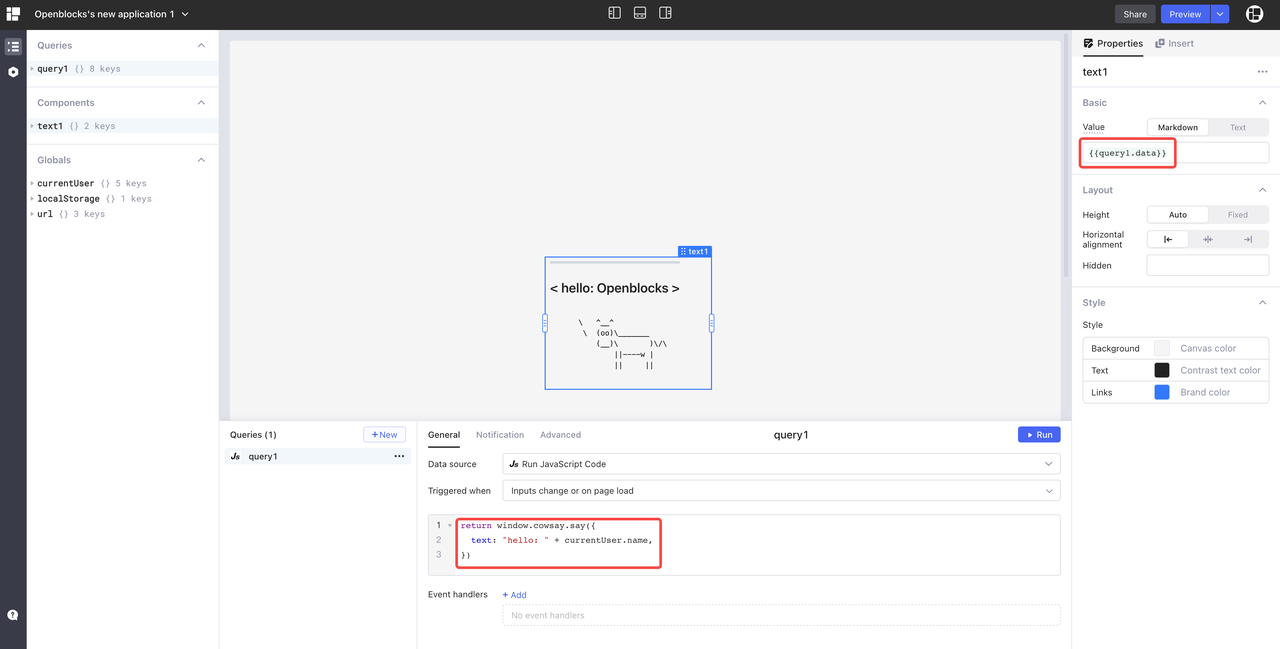 Openblocks's new application 1
Share
Preview
Queries
query1 {} 8 keys
Components
text1 {} 2 keys
Globals
currentUser {} 5 keys
localStorage {} 1 keys
url {} 3 keys
text1
< hello: Openblocks >
\   ^__^
 \  (oo)\_______
    (__)\       )\/\
        ||----w |
        ||     ||
Properties
Insert
text1
Basic
Value
Markdown
Text
{{query1.data}}
Layout
Height
Auto
Fixed
Horizontal
alignment
Hidden
Style
Style
Background
Canvas color
Text
Contrast text color
Links
Brand color
Queries (1)
+ New
Js query1
General
Notification
Advanced
query1
Run
Data source
Js Run JavaScript Code
Triggered when
Inputs change or on page load
1 return window.cowsay.say({
2   text: "hello: " + currentUser.name,
3 })
Event handlers
+ Add
No event handlers